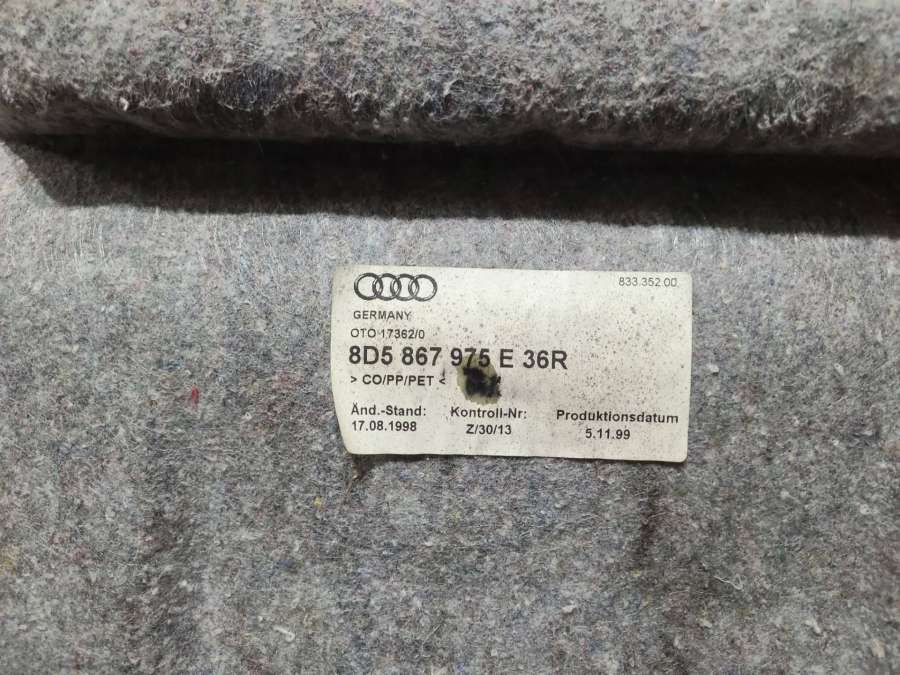 833.352 00
GERMANY
OTO 17362/0
8D5 867 975 E 36R
> CO/PP/PET <
Änd.-Stand: Kontroll-Nr: Produktionsdatum
17.08.1998 Z/30/13 5.11.99